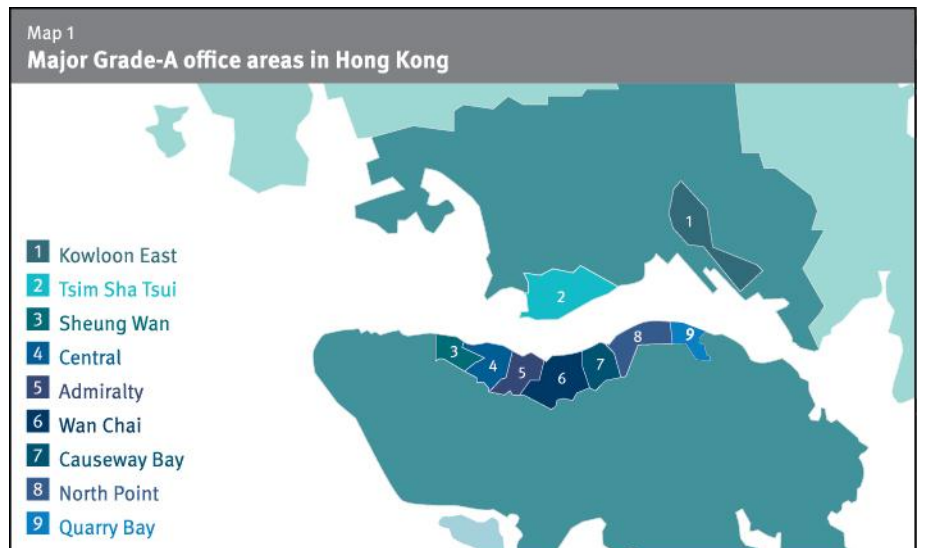 Map 1
Major Grade-A office areas in Hong Kong
1 Kowloon East
2 Tsim Sha Tsui
3 Sheung Wan
4 Central
5 Admiralty
6 Wan Chai
7 Causeway Bay
8 North Point
9 Quarry Bay
1
2
3
4
5
6
7
8
9